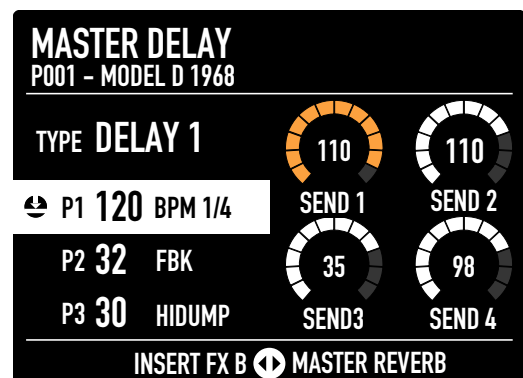 MASTER DELAY
P001 - MODEL D 1968
TYPE DELAY 1
110
SEND 1
110
SEND 2
P1 120 BPM 1/4
P2 32 FBK
P3 30 HIDUMP
35
SEND3
98
SEND 4
INSERT FX B MASTER REVERB